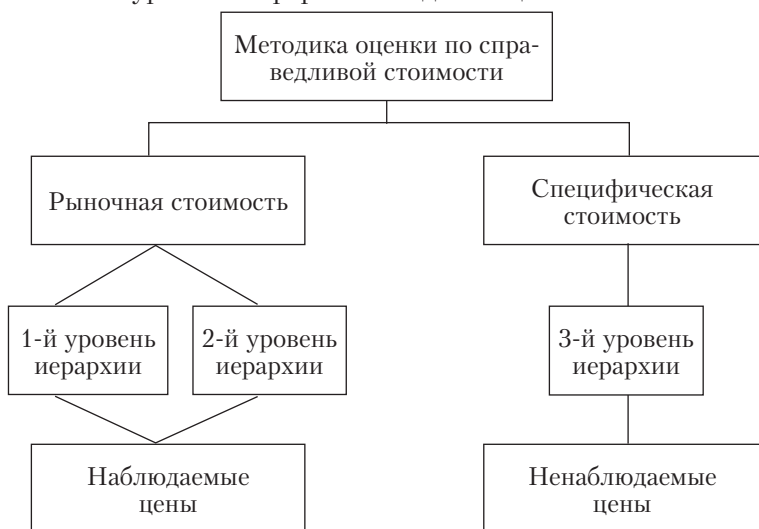 Методика оценки по спра-
ведливой стоимости
Рыночная стоимость
Специфическая
стоимость
1-й уровень
иерархии
2-й уровень
иерархии
3-й уровень
иерархии
Наблюдаемые
цены
Ненаблюдаемые
цены